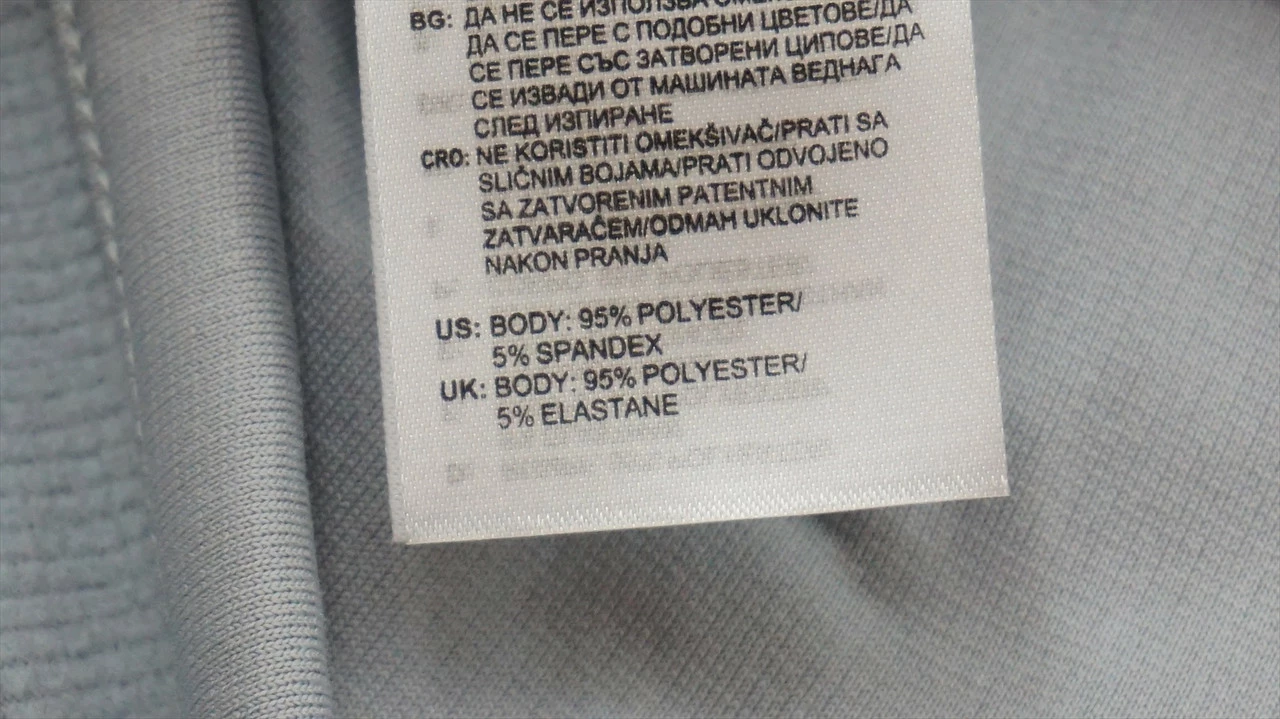 BG: ДА НЕ СЕ ИЗПОЛЗВА
ДА СЕ ПЕРЕ С ПОДОБНИ ЦВЕТОВЕ/ДА
СЕ ПЕРЕ СЪС ЗАТВОРЕНИ ЦИПОВЕ/ДА
СЕ ИЗВАДИ ОТ МАШИНАТА ВЕДНАГА
СЛЕД ИЗПИРАНЕ
CRO: NE KORISTITI OMEKŠIVAČ/PRATI SA
SLIČNIM BOJAMA/PRATI ODVOJENO
SA ZATVORENIM PATENTNIM
ZATVARAČEM/ODMAH UKLONITE
NAKON PRANJA
US: BODY: 95% POLYESTER/
5% SPANDEX
UK: BODY: 95% POLYESTER/
5% ELASTANE